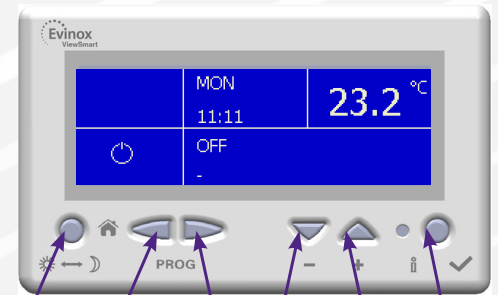 Evinox
ViewSmart
MON
11:11
23.2 °C
OFF
-
PROG
- +
i